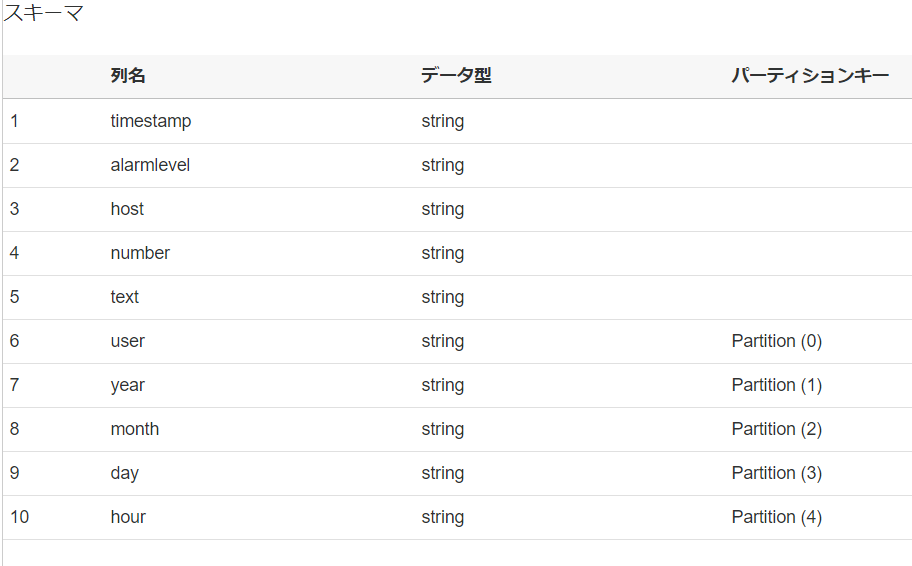 スキーマ
列名 データ型 パーティションキー
1 timestamp string
2 alarmlevel string
3 host string
4 number string
5 text string
6 user string Partition (0)
7 year string Partition (1)
8 month string Partition (2)
9 day string Partition (3)
10 hour string Partition (4)